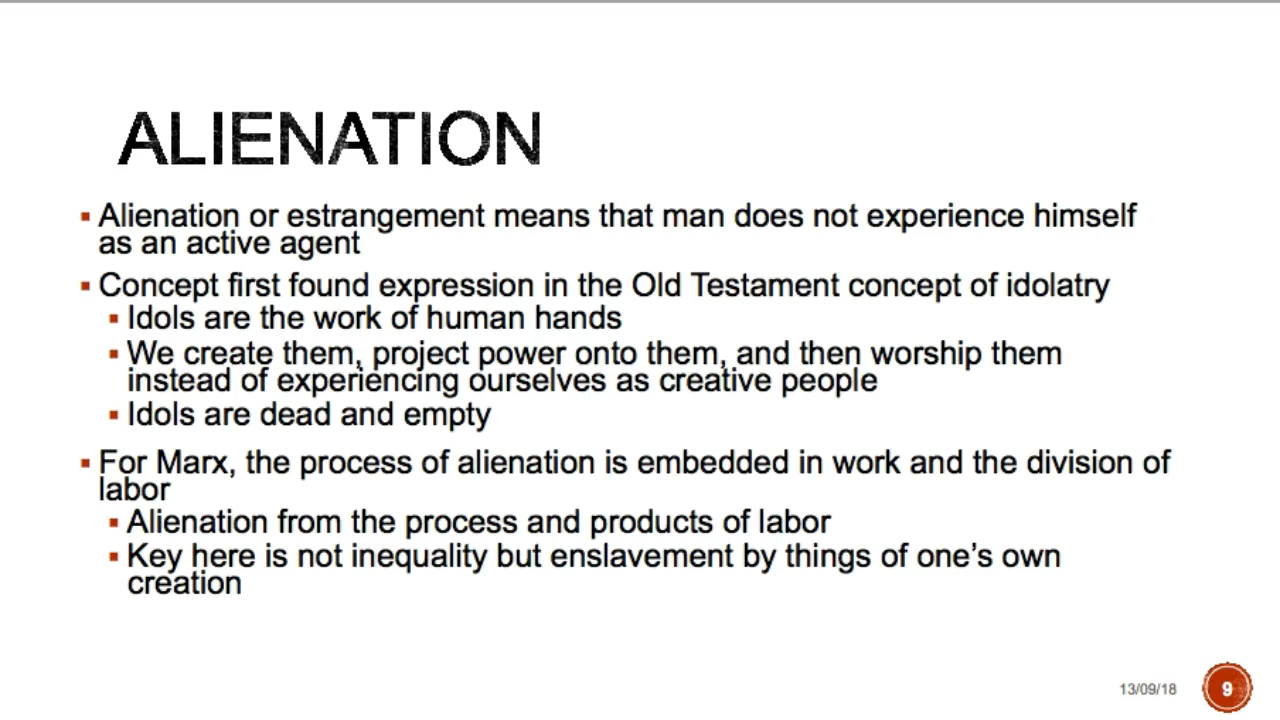 ALIENATION
▪ Alienation or estrangement means that man does not experience himself
as an active agent
▪ Concept first found expression in the Old Testament concept of idolatry
▪ Idols are the work of human hands
▪ We create them, project power onto them, and then worship them
instead of experiencing ourselves as creative people
▪ Idols are dead and empty
▪ For Marx, the process of alienation is embedded in work and the division of
labor
▪ Alienation from the process and products of labor
▪ Key here is not inequality but enslavement by things of one’s own
creation
13/09/18
9